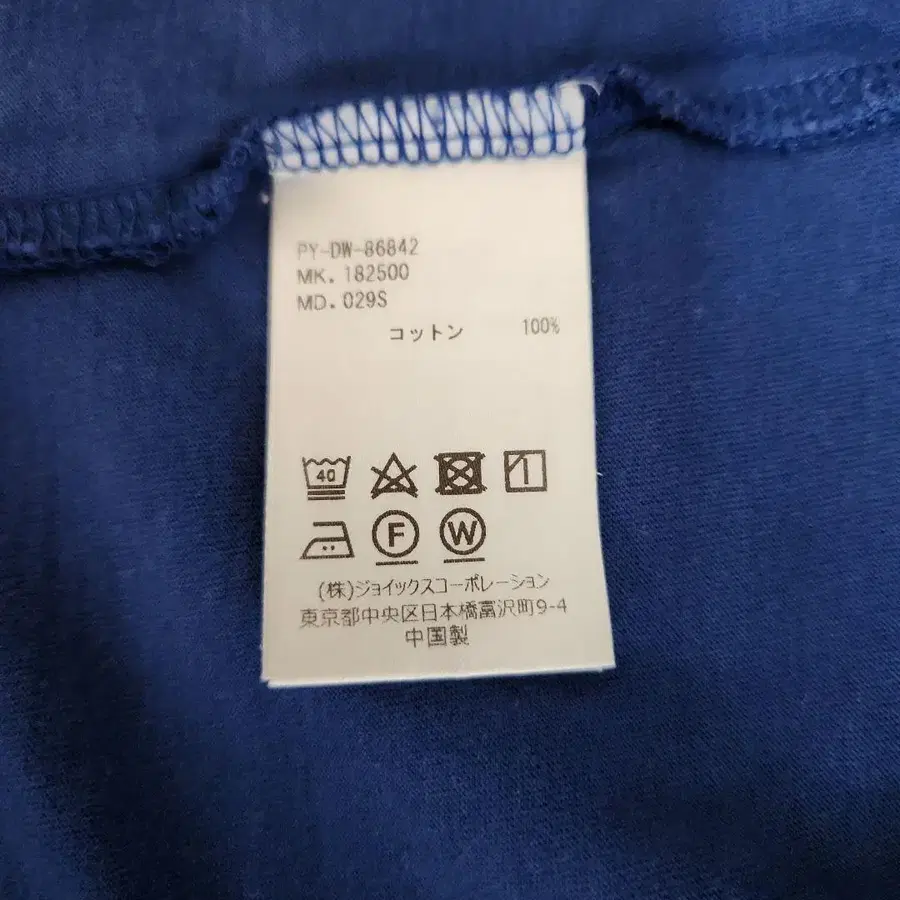 PY-DW-86842
MK. 182500
MD. 029S
コットン 100%
40
F W
(株)ジョイックスコーポレーション
東京都中央区日本橋富沢町9-4
中国製